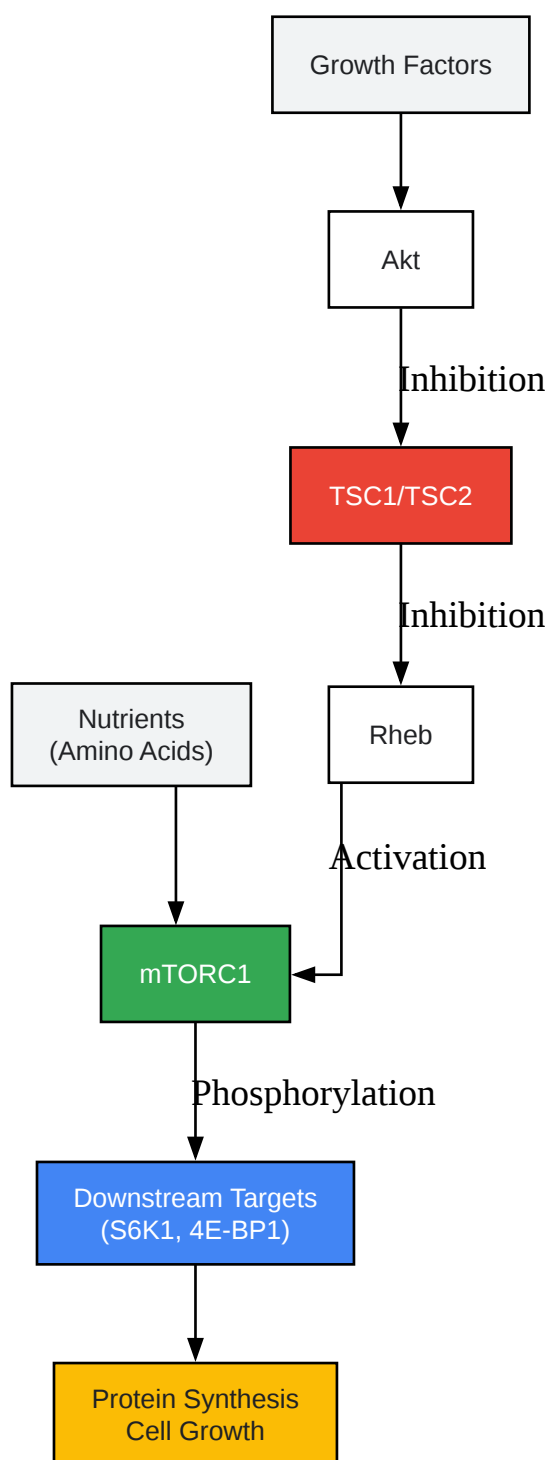 Growth Factors
Akt
Inhibition
TSC1/TSC2
Inhibition
Nutrients
(Amino Acids)
Rheb
Activation
mTORC1
Phosphorylation
Downstream Targets
(S6K1, 4E-BP1)
Protein Synthesis
Cell Growth